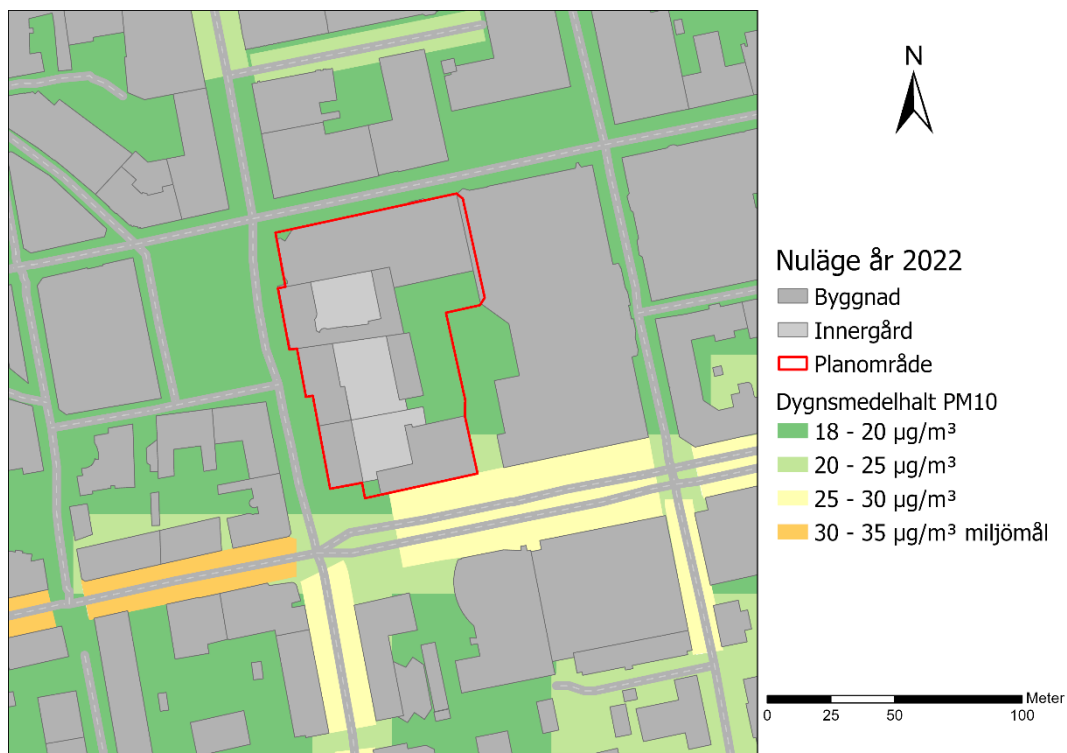 N
Nuläge år 2022
Byggnad
Innergård
Planområde
Dygnsmedelhalt PM10
18 - 20 µg/m³
20 - 25 µg/m³
25 - 30 µg/m³
30 - 35 µg/m³ miljömål
Meter
0 25 50 100